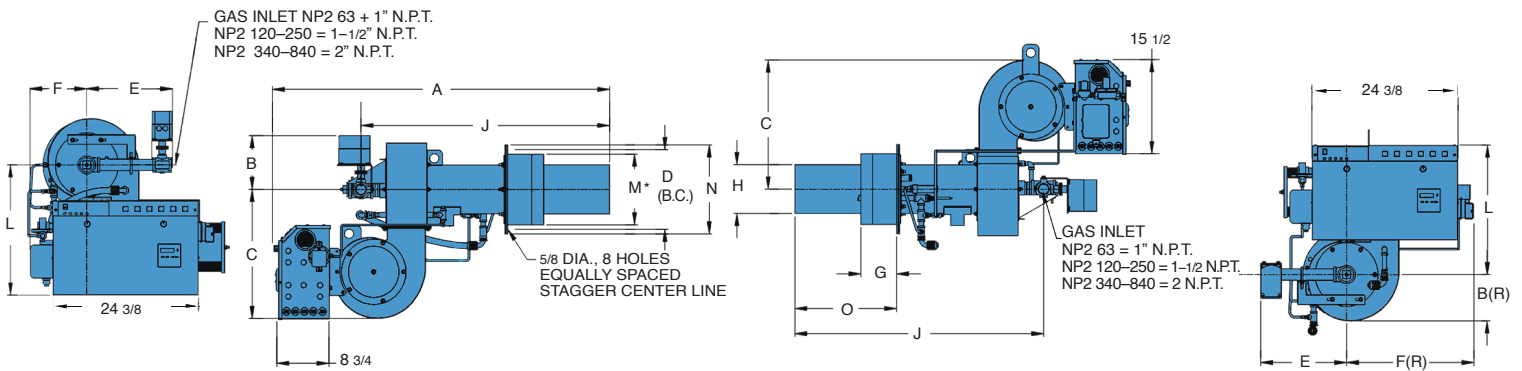 GAS INLET NP2 63 + 1” N.P.T.
NP2 120–250 = 1–1/2” N.P.T.
NP2 340–840 = 2” N.P.T.
F
E
L
24 3/8
A
J
B
C
M*
D
(B.C.)
N
5/8 DIA., 8 HOLES
EQUALLY SPACED
STAGGER CENTER LINE
8 3/4
15 1/2
C
H
G
O
J
GAS INLET
NP2 63 = 1” N.P.T.
NP2 120–250 = 1–1/2 N.P.T.
NP2 340–840 = 2 N.P.T.
24 3/8
L
B(R)
E
F(R)